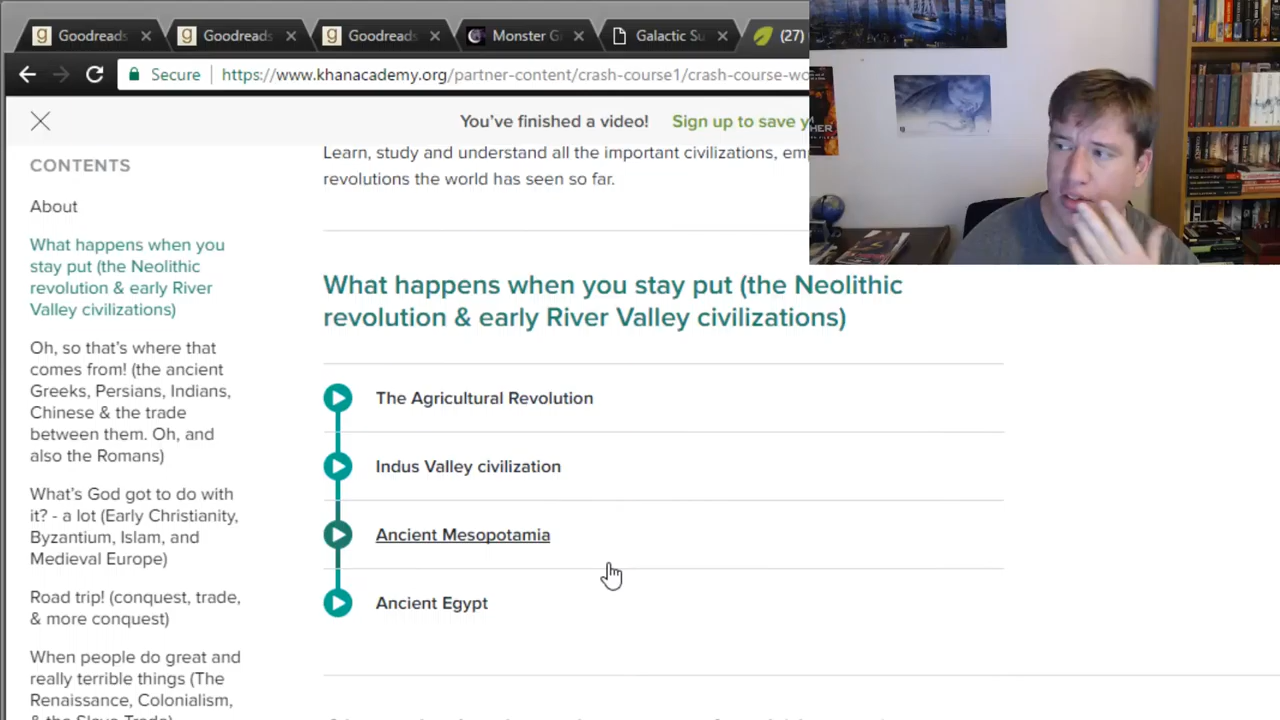 Goodreads
Goodreads
Goodreads
Monster G
Galactic Su
(27)
Secure
https://www.khanacademy.org/partner-content/crash-course1/crash-course-wo
You've finished a video!
Sign up to save y
CONTENTS
About
What happens when you
stay put (the Neolithic
revolution & early River
Valley civilizations)
Oh, so that's where that
comes from! (the ancient
Greeks, Persians, Indians,
Chinese & the trade
between them. Oh, and
also the Romans)
What's God got to do with
it? - a lot (Early Christianity,
Byzantium, Islam, and
Medieval Europe)
Road trip! (conquest, trade,
& more conquest)
When people do great and
really terrible things (The
Renaissance, Colonialism,
& the Slave Trade)
Learn, study and understand all the important civilizations, em
revolutions the world has seen so far.
What happens when you stay put (the Neolithic
revolution & early River Valley civilizations)
The Agricultural Revolution
Indus Valley civilization
Ancient Mesopotamia
Ancient Egypt